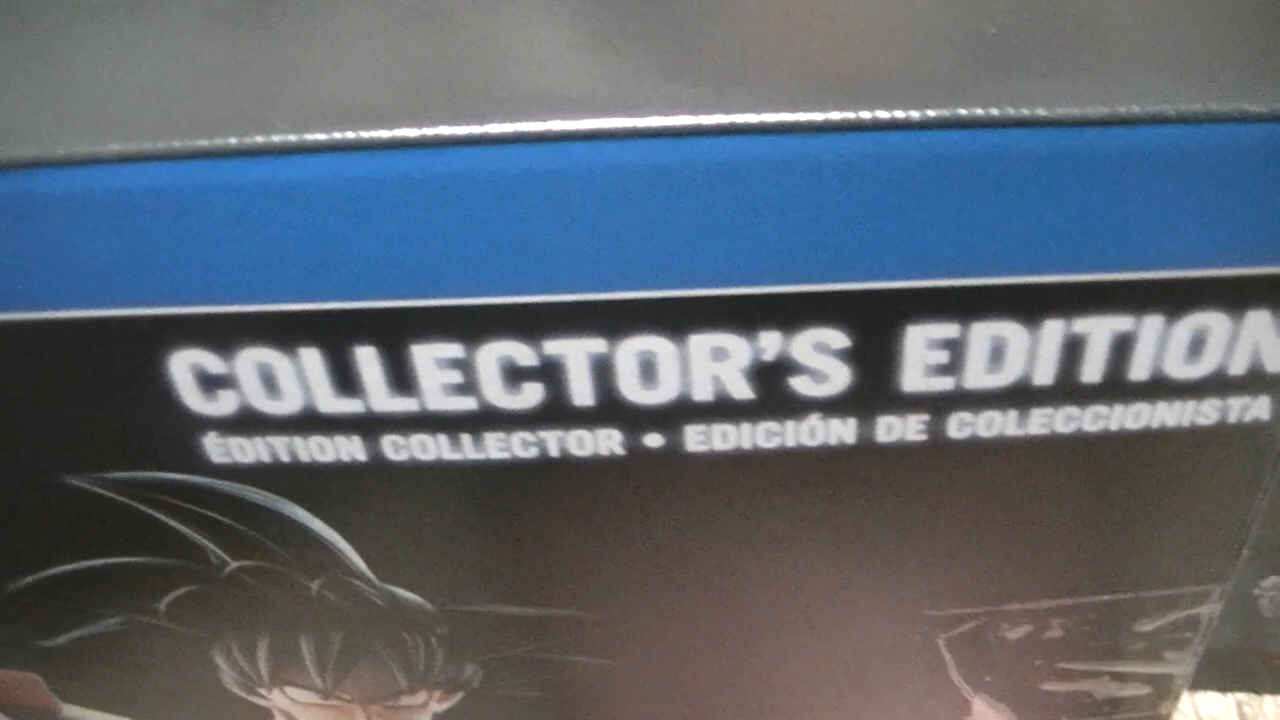 COLLECTOR'S EDITION
ÉDITION COLLECTOR • EDICIÓN DE COLECCIONISTA